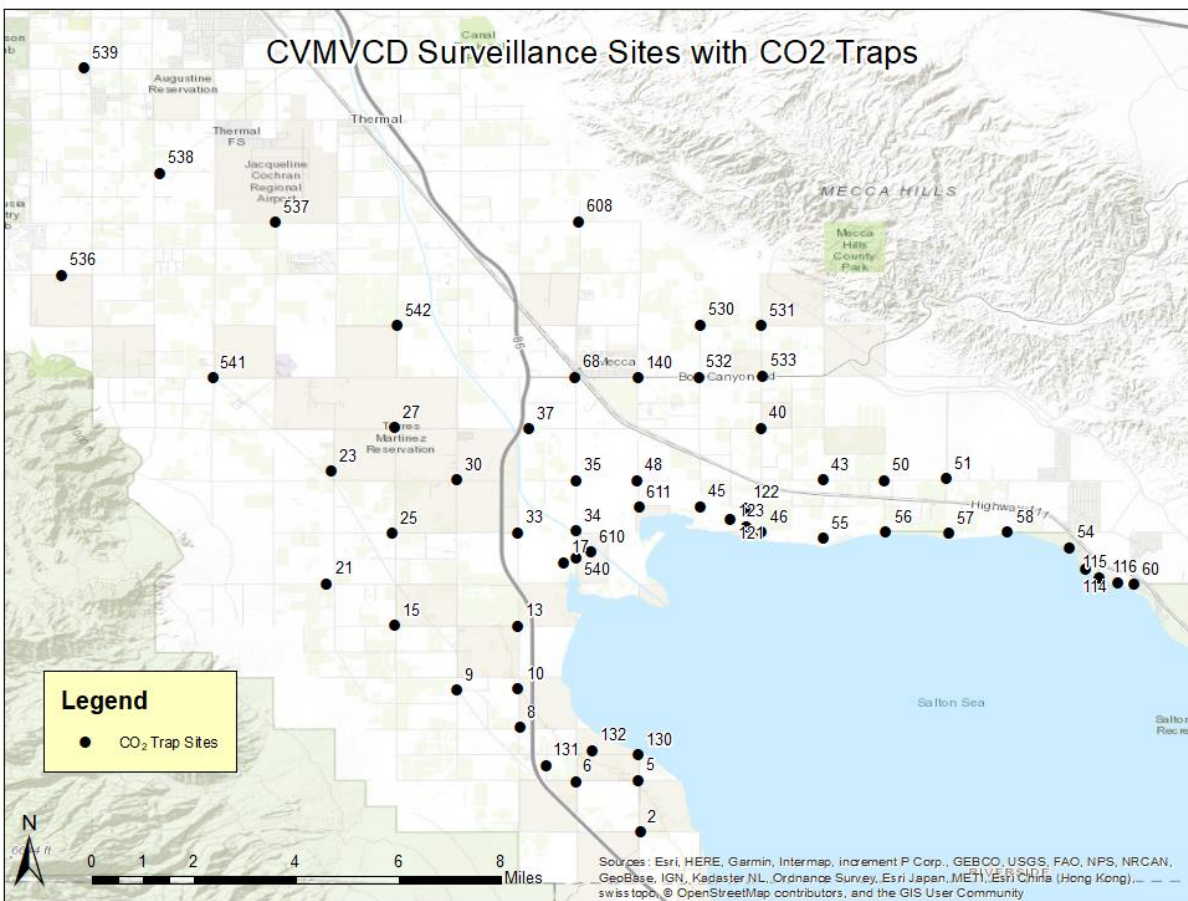 CVMVCD Surveillance Sites with CO2 Traps
Canal
539
Augustine
Reservation
Thermal
Thermal
FS
538
Jacqueline
Cochran
Regional
Airport
MECCA HILLS
537
608
Mecca
Hills
County
Park
536
542
530
531
86
541
68
Mecca
140
532
533
27
37
40
Torres
Martinez
Reservation
23
30
35
48
43
50
51
611
45
122
Highway 111
25
33
34
123
121
46
55
56
57
58
54
610
17
540
21
115
116
60
114
15
13
9
10
Legend
CO₂ Trap Sites
8
Salton Sea
Salton
Recre
131
132
130
6
5
2
N
0 2 4 6 8
Miles
Sources: Esri, HERE, Garmin, Intermap, increment P Corp., GEBCO, USGS, FAO, NPS, NRCAN,
GeoBase, IGN, Kadaster NL, Ordnance Survey, Esri Japan, METI, Esri China (Hong Kong),
swisstopo, © OpenStreetMap contributors, and the GIS User Community
RIVERSIDE